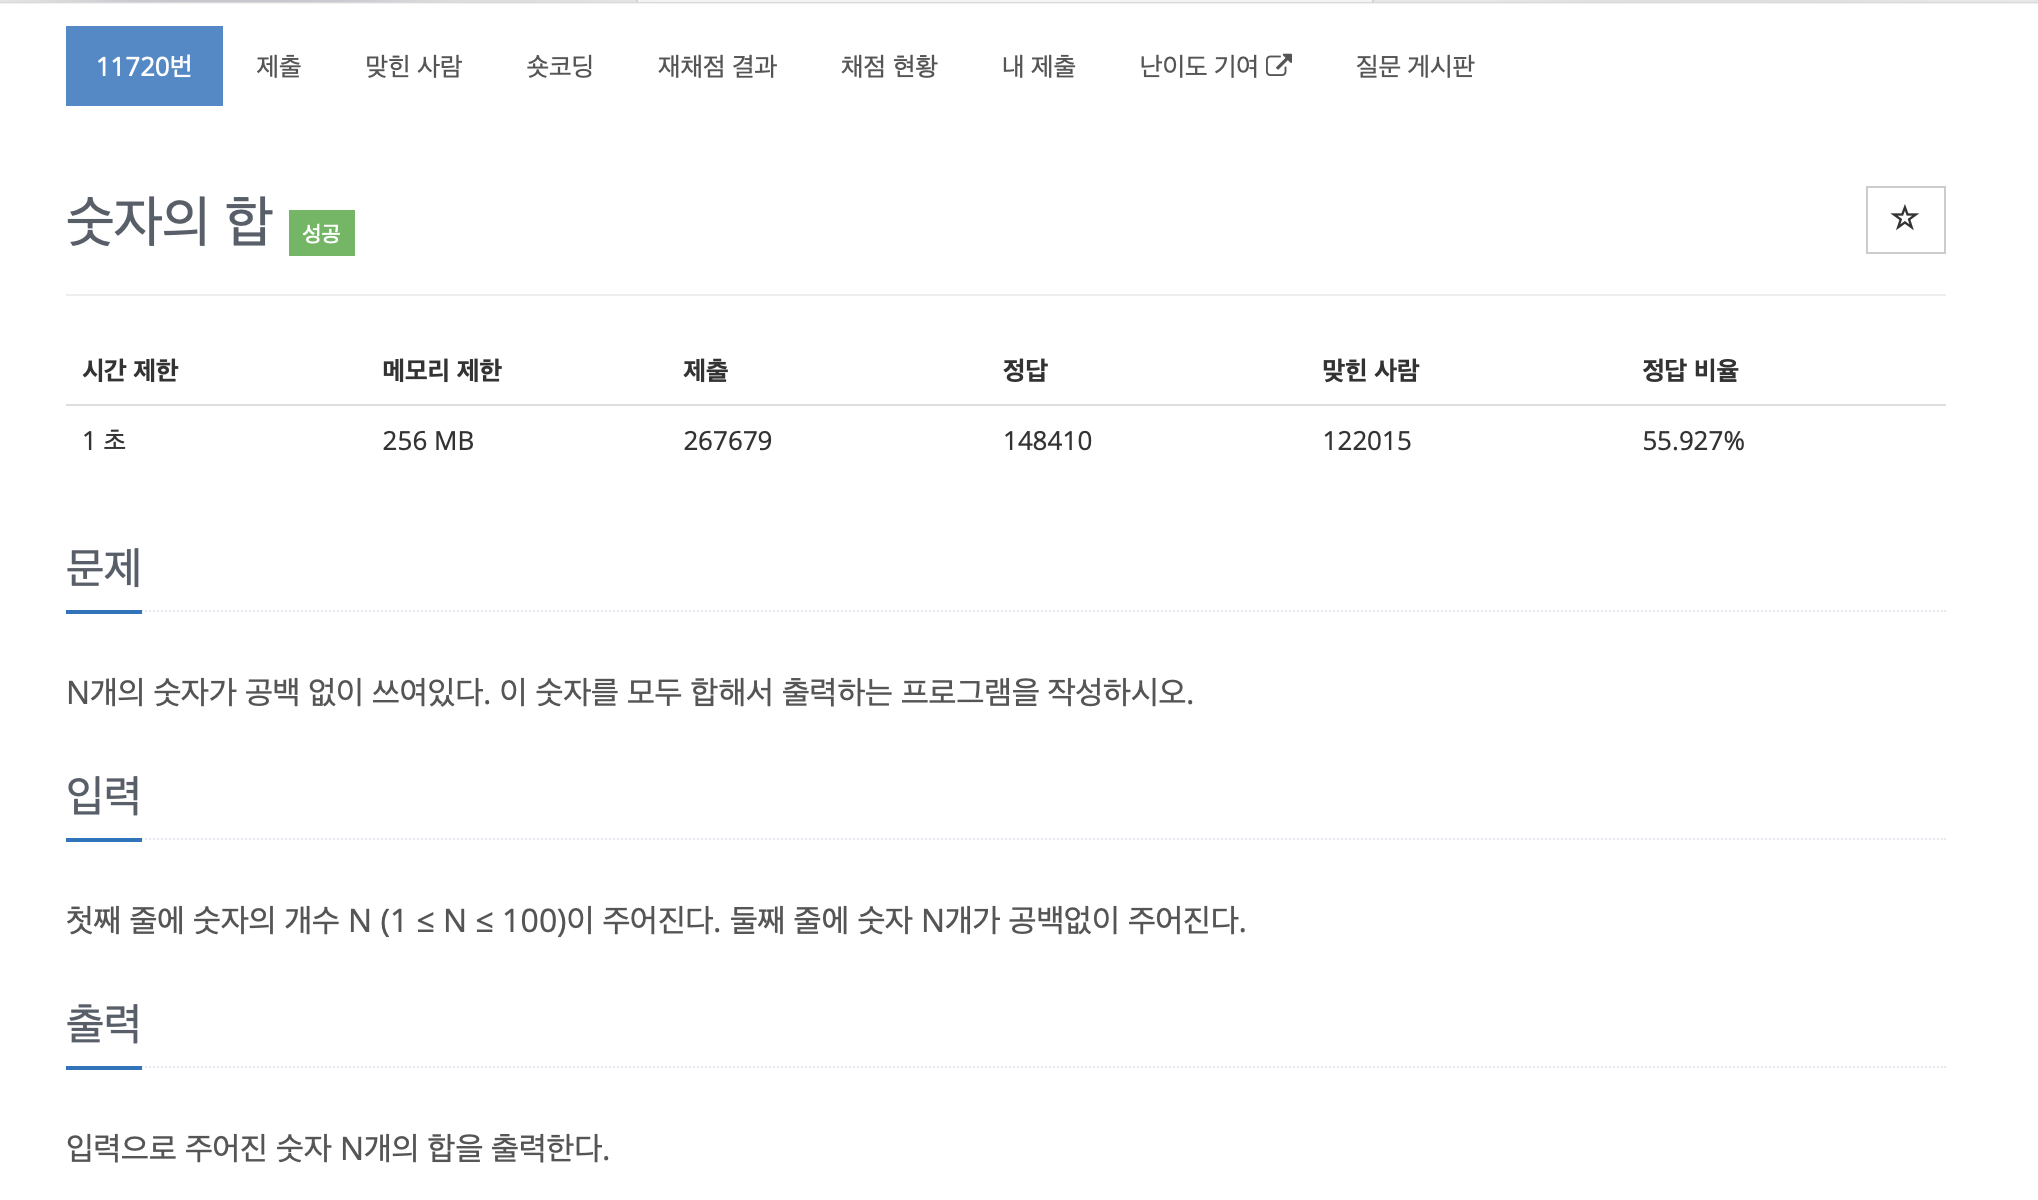 11720번 제출 맞힌 사람 숏코딩 재채점 결과 채점 현황 내 제출 난이도 기여 질문 게시판
숫자의 합 성공
시간 제한 메모리 제한 제출 정답 맞힌 사람 정답 비율
1 초 256 MB 267679 148410 122015 55.927%
문제
N개의 숫자가 공백 없이 쓰여있다. 이 숫자를 모두 합해서 출력하는 프로그램을 작성하시오.
입력
첫째 줄에 숫자의 개수 N (1 ≤ N ≤ 100)이 주어진다. 둘째 줄에 숫자 N개가 공백없이 주어진다.
출력
입력으로 주어진 숫자 N개의 합을 출력한다.